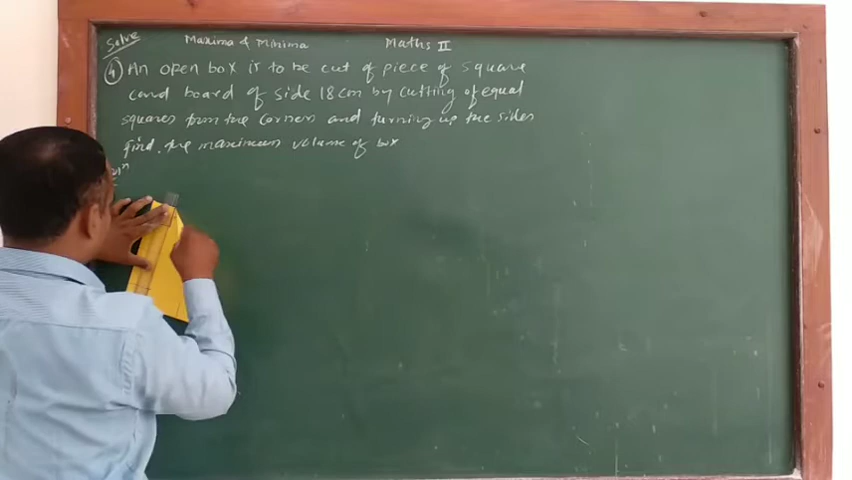 Solve Maxima & Minima Maths II
④ An open box is to be cut of piece of square
card board of side 18 cm by cutting of equal
squares from the corners and turning up the sides
find. the maximum volume of box